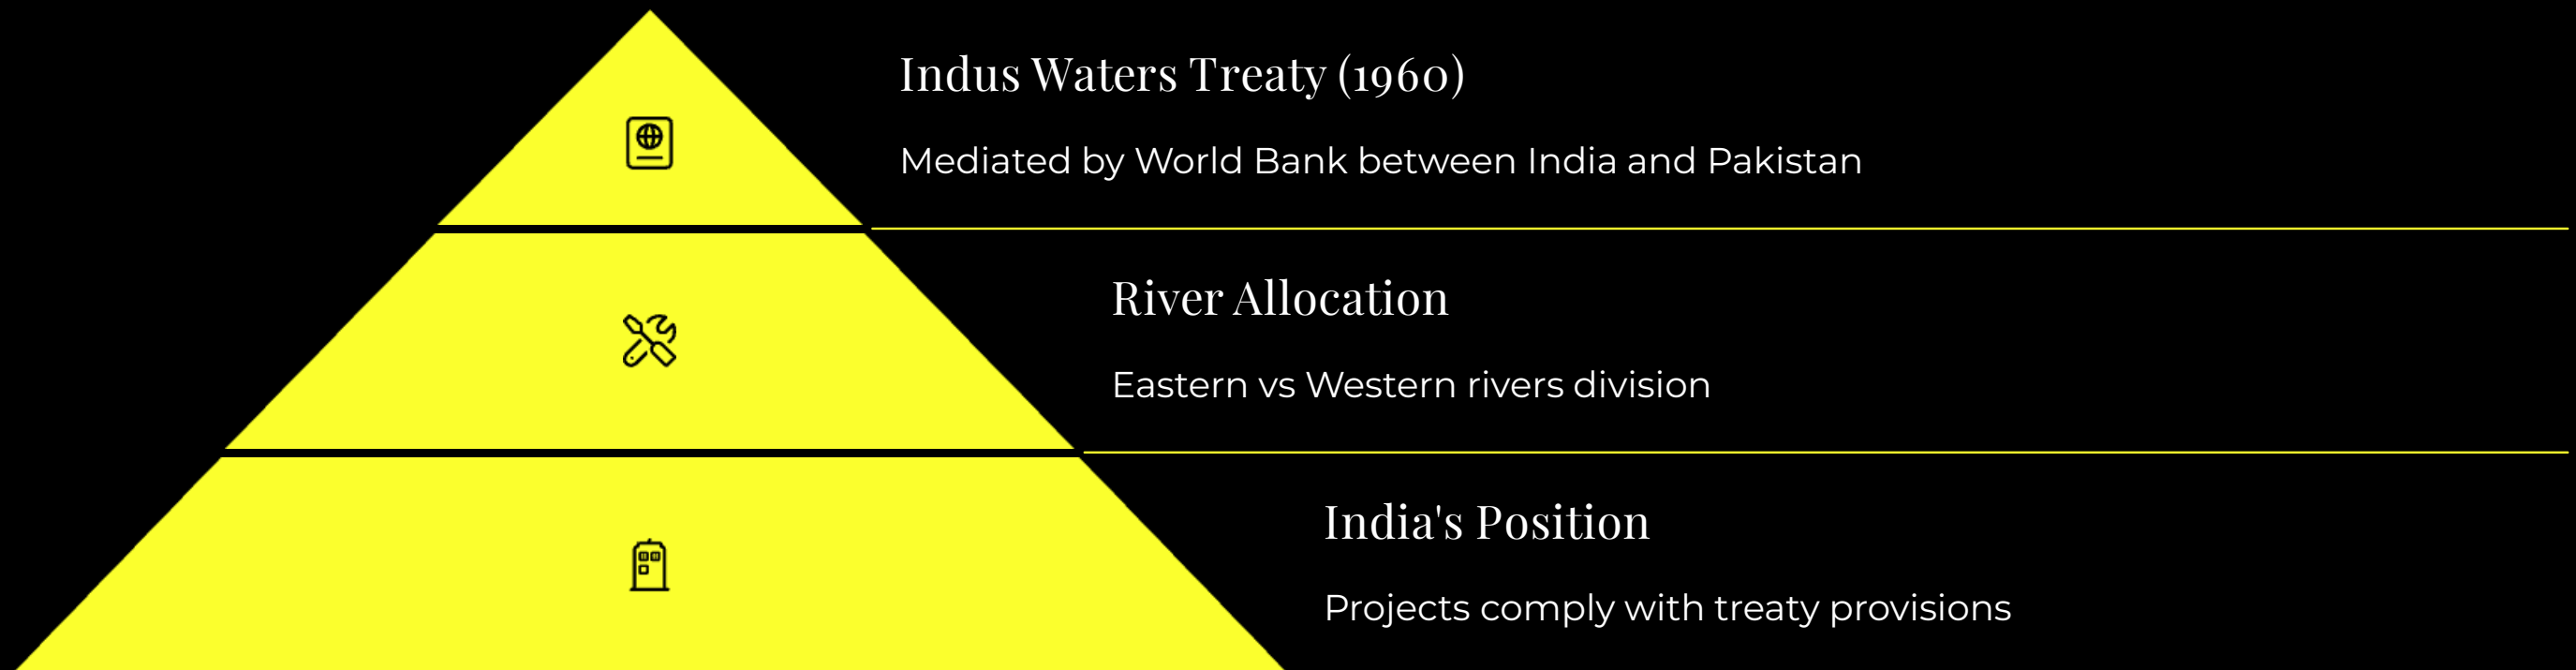 Indus Waters Treaty (1960)
Mediated by World Bank between India and Pakistan
River Allocation
Eastern vs Western rivers division
India's Position
Projects comply with treaty provisions